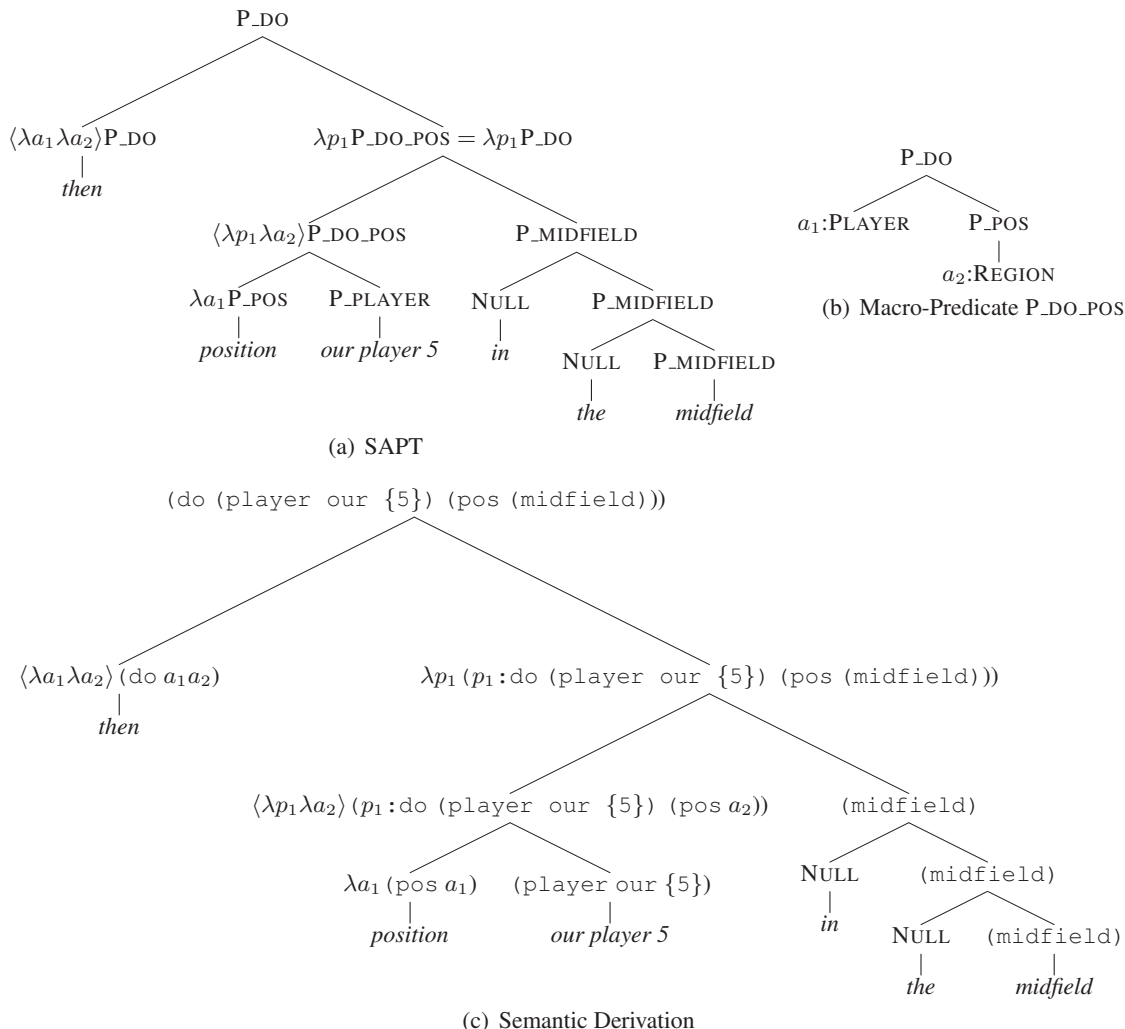 P_DO
⟨λa₁λa₂⟩P_DO λp₁P_DO_POS = λp₁P_DO
then
⟨λp₁λa₂⟩P_DO_POS P_MIDFIELD
λa₁P_POS P_PLAYER NULL P_MIDFIELD
position our player 5 in
NULL P_MIDFIELD
the midfield
(a) SAPT
P_DO
a₁:PLAYER P_POS
a₂:REGION
(b) Macro-Predicate P_DO_POS
(do (player our {5}) (pos (midfield)))
⟨λa₁λa₂⟩(do a₁a₂) λp₁(p₁:do (player our {5}) (pos (midfield)))
then
⟨λp₁λa₂⟩(p₁:do (player our {5}) (pos a₂)) (midfield)
λa₁(pos a₁) (player our {5}) NULL (midfield)
position our player 5 in
NULL (midfield)
the midfield
(c) Semantic Derivation